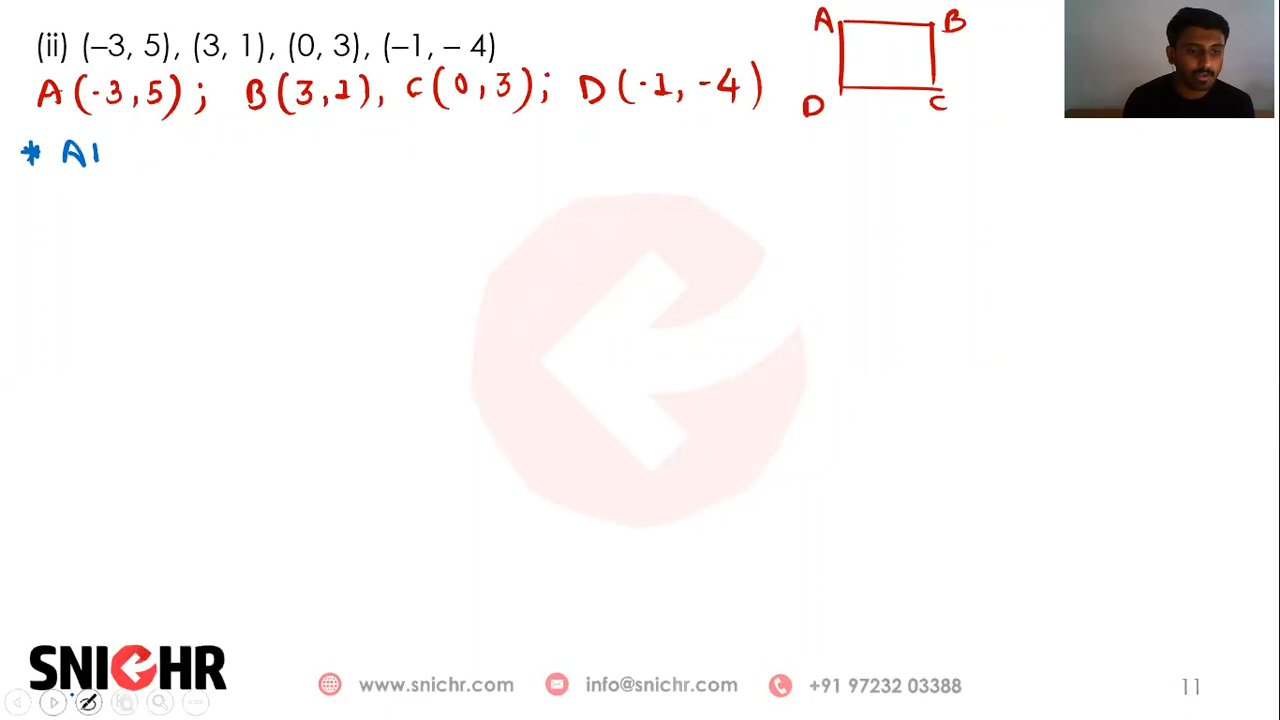 (ii) (–3, 5), (3, 1), (0, 3), (–1, – 4)
A(-3,5); B(3,1), C(0,3); D(-1,-4)
A B
D C
* A
SNICHR
www.snichr.com info@snichr.com +91 97232 03388 11